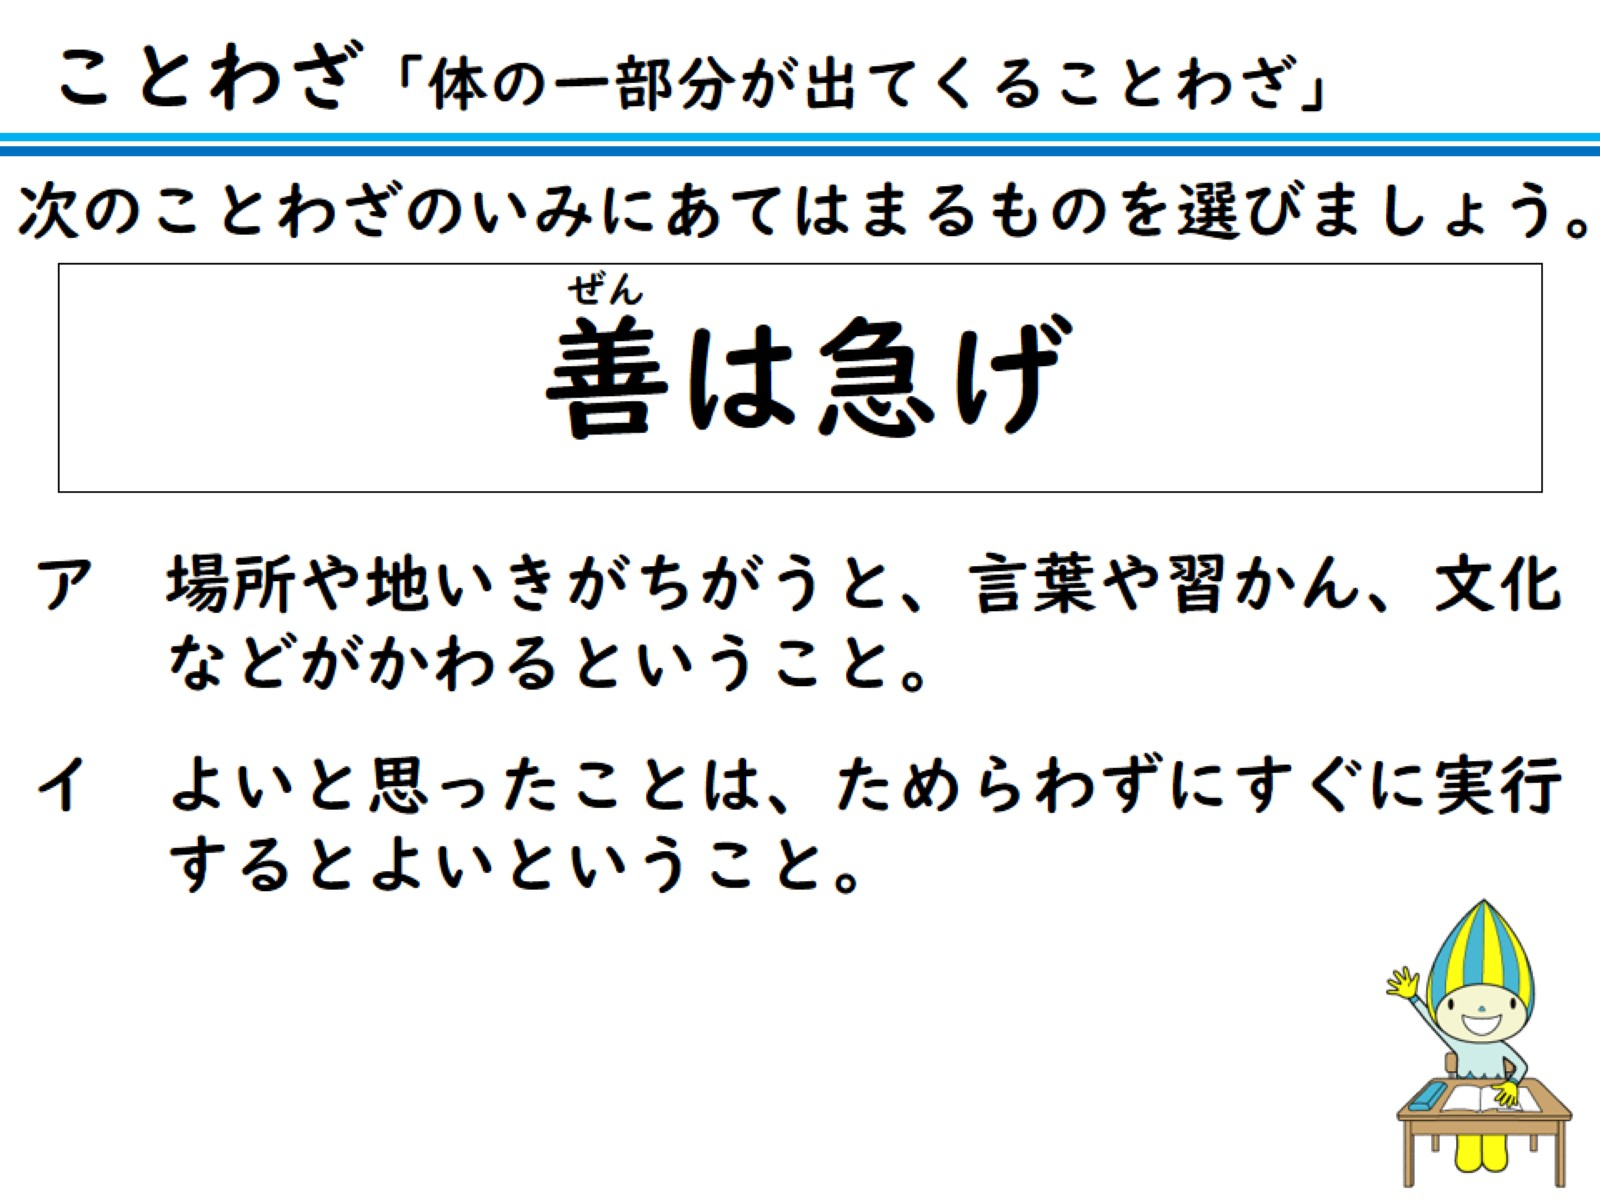 ことわざ「体の一部分が出てくることわざ」
次のことわざのいみにあてはまるものを選びましょう。
ぜん
善は急げ
ア　場所や地いきがちがうと、言葉や習かん、文化
などがかわるということ。
イ　よいと思ったことは、ためらわずにすぐに実行
するとよいということ。